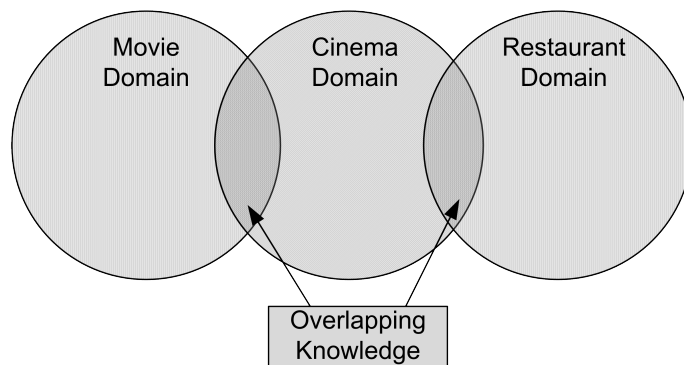 Movie
Domain
Cinema
Domain
Restaurant
Domain
Overlapping
Knowledge